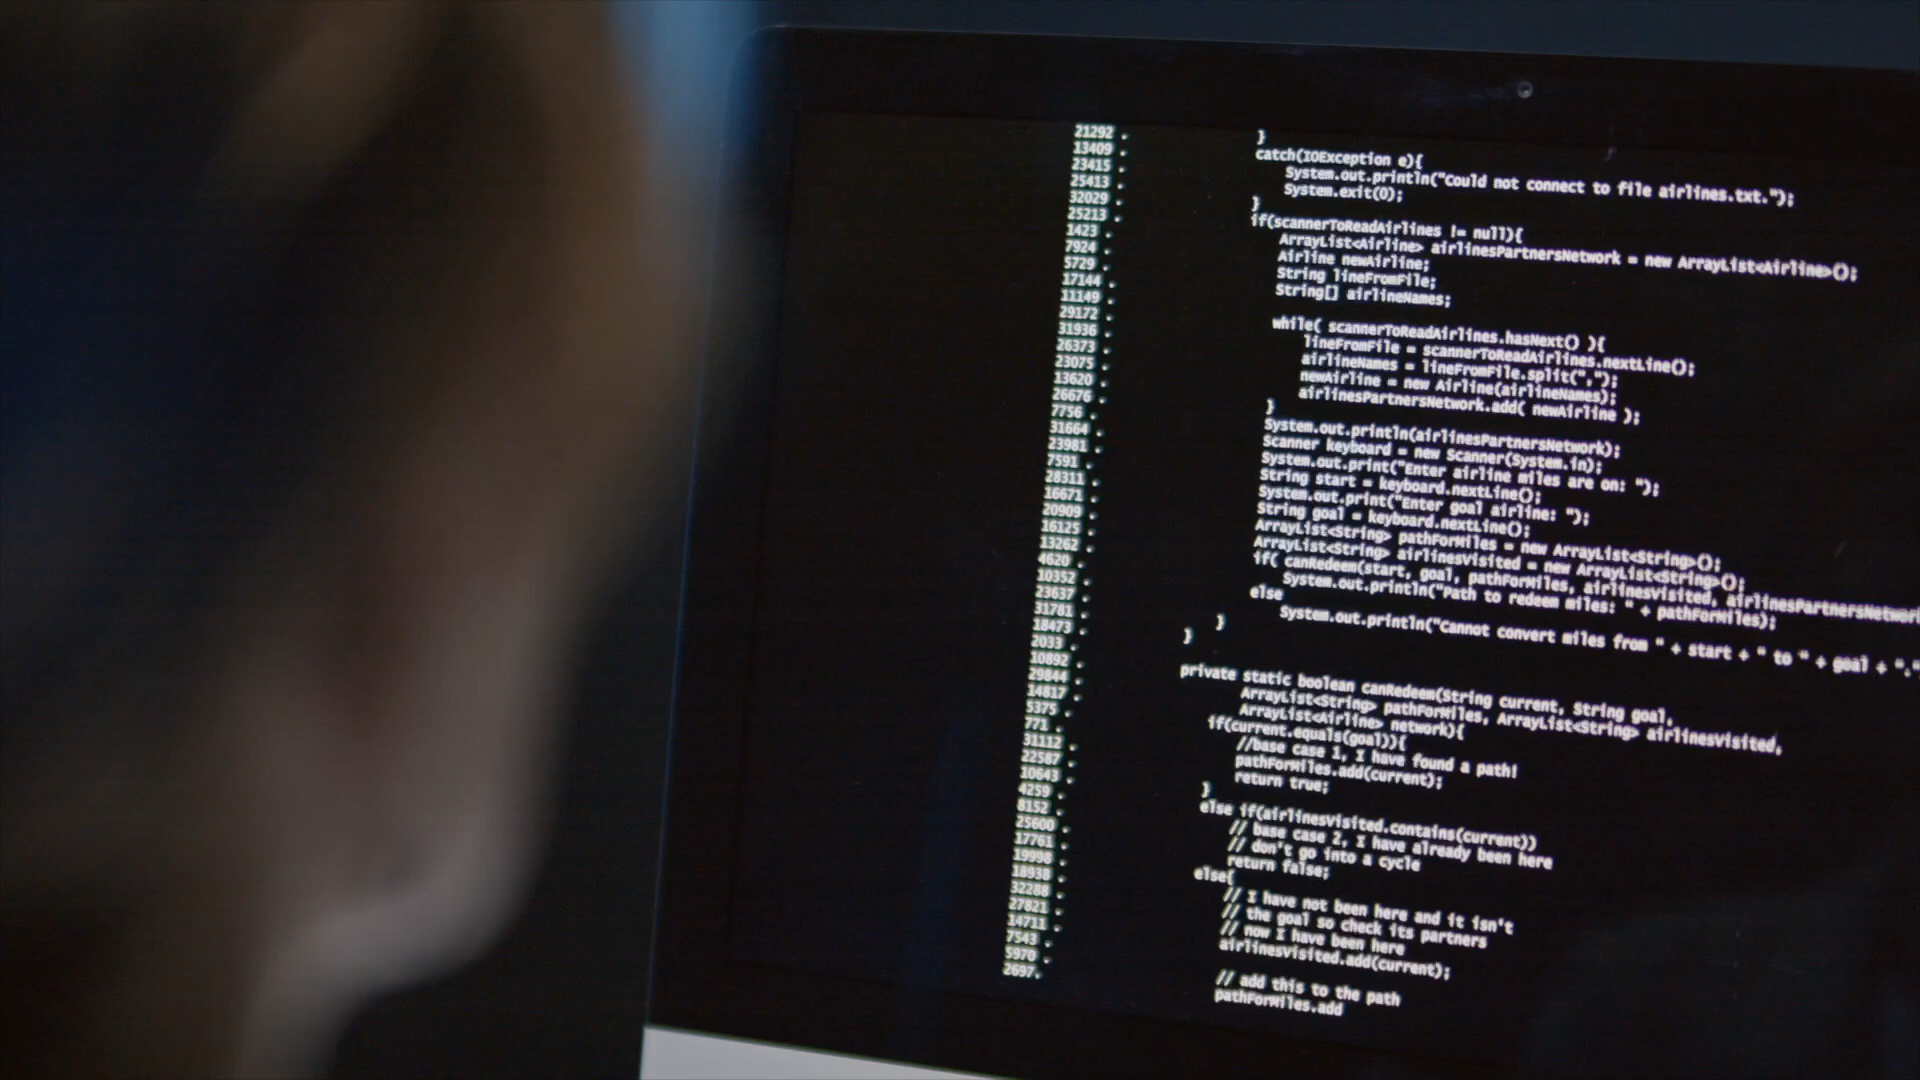 21292 . }
13409 . catch(IOException e){
23415 . System.out.println("Could not connect to file airlines.txt.");
25413 . System.exit(0);
32029 . }
25213 . if(scannerToReadAirlines != null){
1423 . ArrayList<Airline> airlinesPartnersNetwork = new ArrayList<Airline>();
7924 . Airline newAirline;
5729 . String lineFromFile;
17144 . String[] airlineNames;
11149 .
29172 . while( scannerToReadAirlines.hasNext() ){
31936 . lineFromFile = scannerToReadAirlines.nextLine();
26373 . airlineNames = lineFromFile.split(",");
23075 . newAirline = new Airline(airlineNames);
13620 . airlinesPartnersNetwork.add( newAirline );
26676 . }
7756 . System.out.println(airlinesPartnersNetwork);
31664 . Scanner keyboard = new Scanner(System.in);
23981 . System.out.print("Enter airline miles are on: ");
7591 . String start = keyboard.nextLine();
28311 . System.out.print("Enter goal airline: ");
16671 . String goal = keyboard.nextLine();
20909 . ArrayList<String> pathForMiles = new ArrayList<String>();
16125 . ArrayList<String> airlinesVisited = new ArrayList<String>();
13262 . if( canRedeem(start, goal, pathForMiles, airlinesVisited, airlinesPartnersNetwork
4620 . System.out.println("Path to redeem miles: " + pathForMiles);
10352 . else
23637 . System.out.println("Cannot convert miles from " + start + " to " + goal + "."
31781 . }
18473 . }
2033 .
10892 . private static boolean canRedeem(String current, String goal,
29844 . ArrayList<String> pathForMiles, ArrayList<String> airlinesVisited,
14817 . ArrayList<Airline> network){
5375 . if(current.equals(goal)){
771 . //base case 1, I have found a path!
31112 . pathForMiles.add(current);
22587 . return true;
10643 . }
4259 . else if(airlinesVisited.contains(current))
8152 . // base case 2, I have already been here
25600 . // don't go into a cycle
17761 . return false;
19998 . else{
18938 . // I have not been here and it isn't
32288 . // the goal so check its partners
27821 . // now I have been here
14711 . airlinesVisited.add(current);
7543 .
5970 . // add this to the path
2697. pathForMiles.add